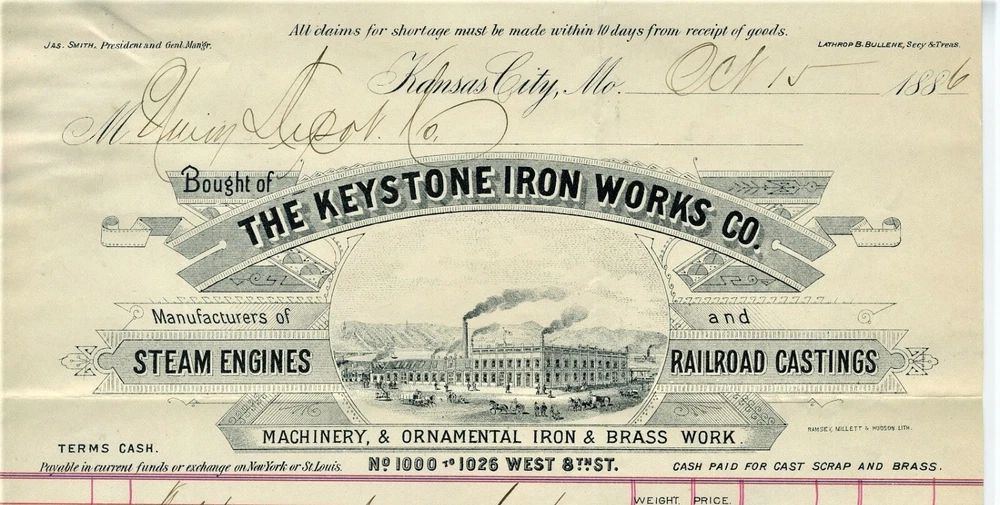 All claims for shortage must be made within 10 days from receipt of goods.
JAS. SMITH, President and Genl. Man'gr.
LATHROP B. BULLENE, Secy & Treas.
Kansas City, Mo. Oct 15 1886
M Union Depot Co.
Bought of
THE KEYSTONE IRON WORKS CO.
Manufacturers of and
STEAM ENGINES RAILROAD CASTINGS
MACHINERY, & ORNAMENTAL IRON & BRASS WORK.
RAMSEY, MILLETT & HUDSON LITH.
TERMS CASH.
Payable in current funds or exchange on New York or St. Louis.
No 1000 TO 1026 WEST 8TH ST.
CASH PAID FOR CAST SCRAP AND BRASS.
WEIGHT. PRICE.